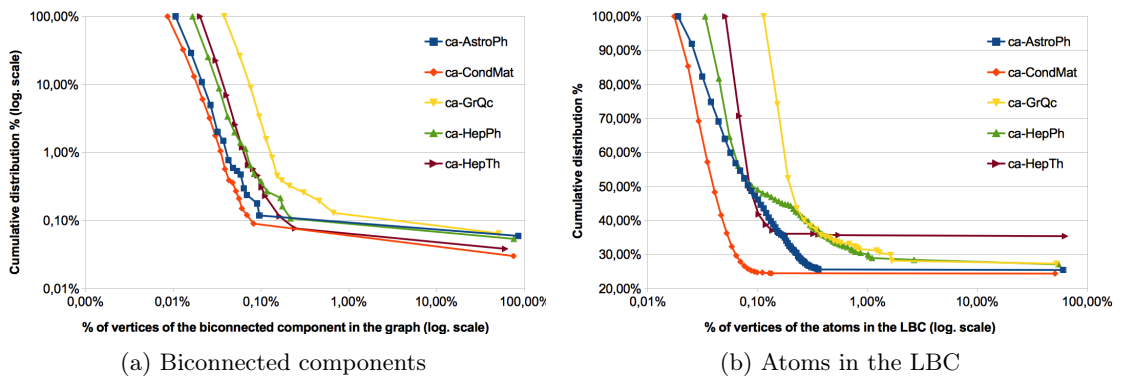 Cumulative distribution % (log. scale)
100,00%
10,00%
1,00%
0,10%
0,01%
ca-AstroPh
ca-CondMat
ca-GrQc
ca-HepPh
ca-HepTh
0,00%
0,01%
0,10%
1,00%
10,00%
100,00%
% of vertices of the biconnected component in the graph (log. scale)
(a) Biconnected components
Cumulative distribution %
100,00%
90,00%
80,00%
70,00%
60,00%
50,00%
40,00%
30,00%
20,00%
ca-AstroPh
ca-CondMat
ca-GrQc
ca-HepPh
ca-HepTh
0,01%
0,10%
1,00%
10,00%
100,00%
% of vertices of the atoms in the LBC (log. scale)
(b) Atoms in the LBC